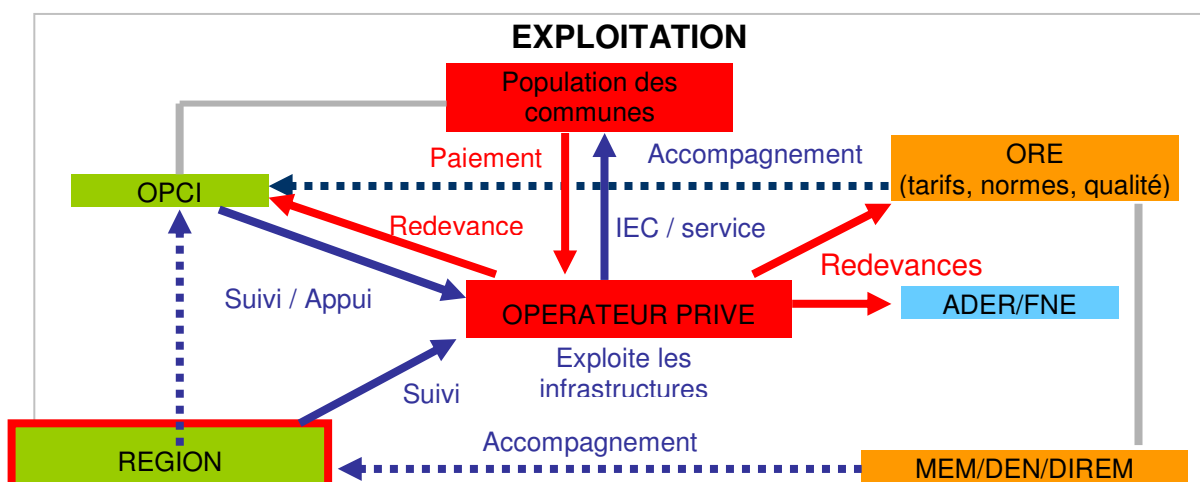 EXPLOITATION
Population des
communes
Paiement
Accompagnement
ORE
(tarifs, normes, qualité)
OPCI
Redevance
IEC / service
Redevances
Suivi / Appui
OPERATEUR PRIVE
ADER/FNE
Exploite les
infrastructures
Suivi
Accompagnement
REGION
MEM/DEN/DIREM